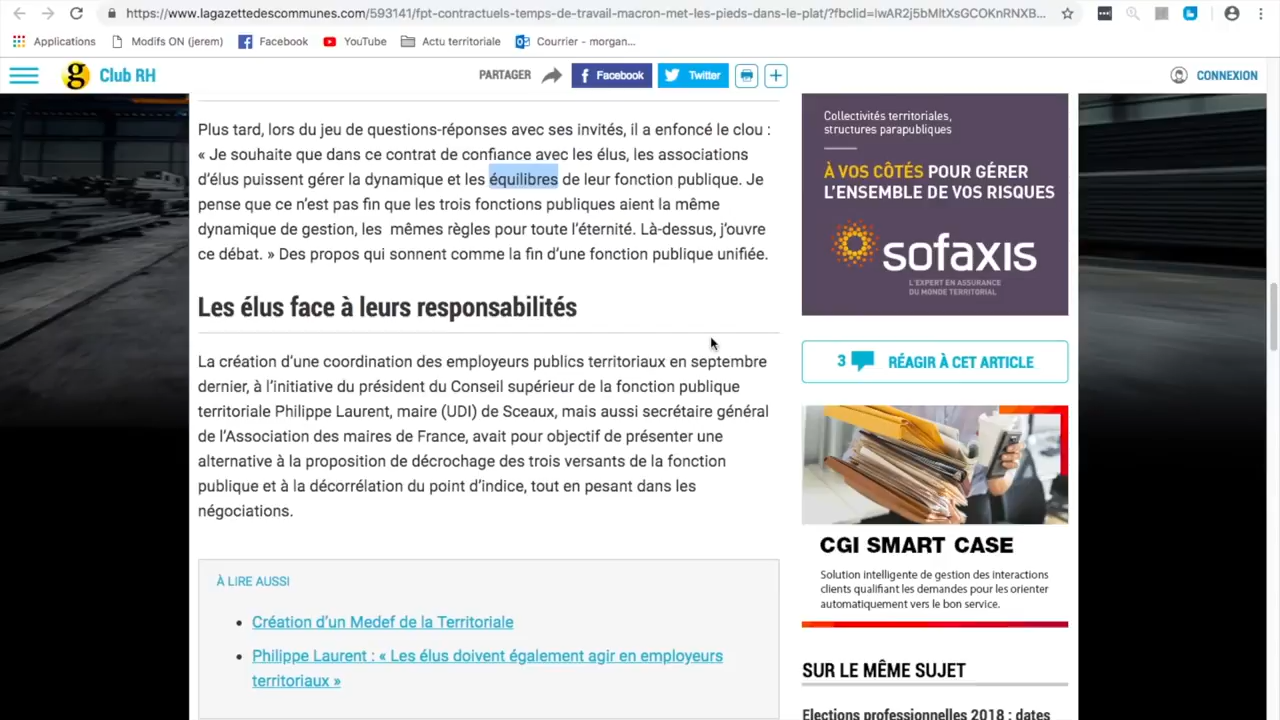 https://www.lagazettedescommunes.com/593141/fpt-contractuels-temps-de-travail-macron-met-les-pieds-dans-le-plat/?fbclid=IwAR2j5bMltXsGCOKnRNXB...
Applications Modifs ON (jerem) Facebook YouTube Actu territoriale Courrier - morgan...
g Club RH PARTAGER Facebook Twitter CONNEXION
Plus tard, lors du jeu de questions-réponses avec ses invités, il a enfoncé le clou :
« Je souhaite que dans ce contrat de confiance avec les élus, les associations
d’élus puissent gérer la dynamique et les équilibres de leur fonction publique. Je
pense que ce n’est pas fin que les trois fonctions publiques aient la même
dynamique de gestion, les mêmes règles pour toute l’éternité. Là-dessus, j’ouvre
ce débat. » Des propos qui sonnent comme la fin d’une fonction publique unifiée.
Les élus face à leurs responsabilités
La création d’une coordination des employeurs publics territoriaux en septembre
dernier, à l’initiative du président du Conseil supérieur de la fonction publique
territoriale Philippe Laurent, maire (UDI) de Sceaux, mais aussi secrétaire général
de l’Association des maires de France, avait pour objectif de présenter une
alternative à la proposition de décrochage des trois versants de la fonction
publique et à la décorrélation du point d’indice, tout en pesant dans les
négociations.
À LIRE AUSSI
Création d’un Medef de la Territoriale
Philippe Laurent : « Les élus doivent également agir en employeurs
territoriaux »
Collectivités territoriales,
structures parapubliques
À VOS CÔTÉS POUR GÉRER
L’ENSEMBLE DE VOS RISQUES
sofaxis
L’EXPERT EN ASSURANCE
DU MONDE TERRITORIAL
3 RÉAGIR À CET ARTICLE
CGI SMART CASE
Solution intelligente de gestion des interactions
clients qualifiant les demandes pour les orienter
automatiquement vers le bon service.
SUR LE MÊME SUJET
Elections professionnelles 2018 : dates